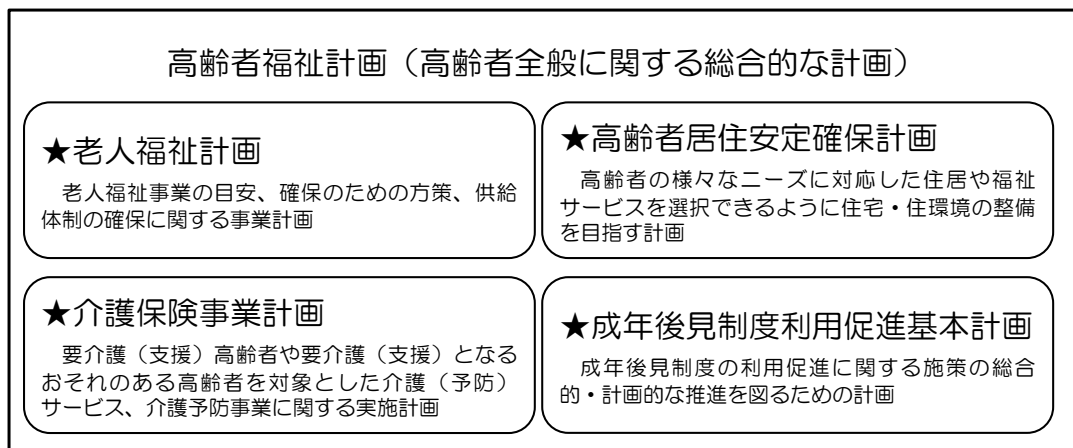 高齢者福祉計画（高齢者全般に関する総合的な計画）
★老人福祉計画
老人福祉事業の目安、確保のための方策、供給
体制の確保に関する事業計画
★高齢者居住安定確保計画
高齢者の様々なニーズに対応した住居や福祉
サービスを選択できるように住宅・住環境の整備
を目指す計画
★介護保険事業計画
要介護（支援）高齢者や要介護（支援）となる
おそれのある高齢者を対象とした介護（予防）
サービス、介護予防事業に関する実施計画
★成年後見制度利用促進基本計画
成年後見制度の利用促進に関する施策の総合
的・計画的な推進を図るための計画